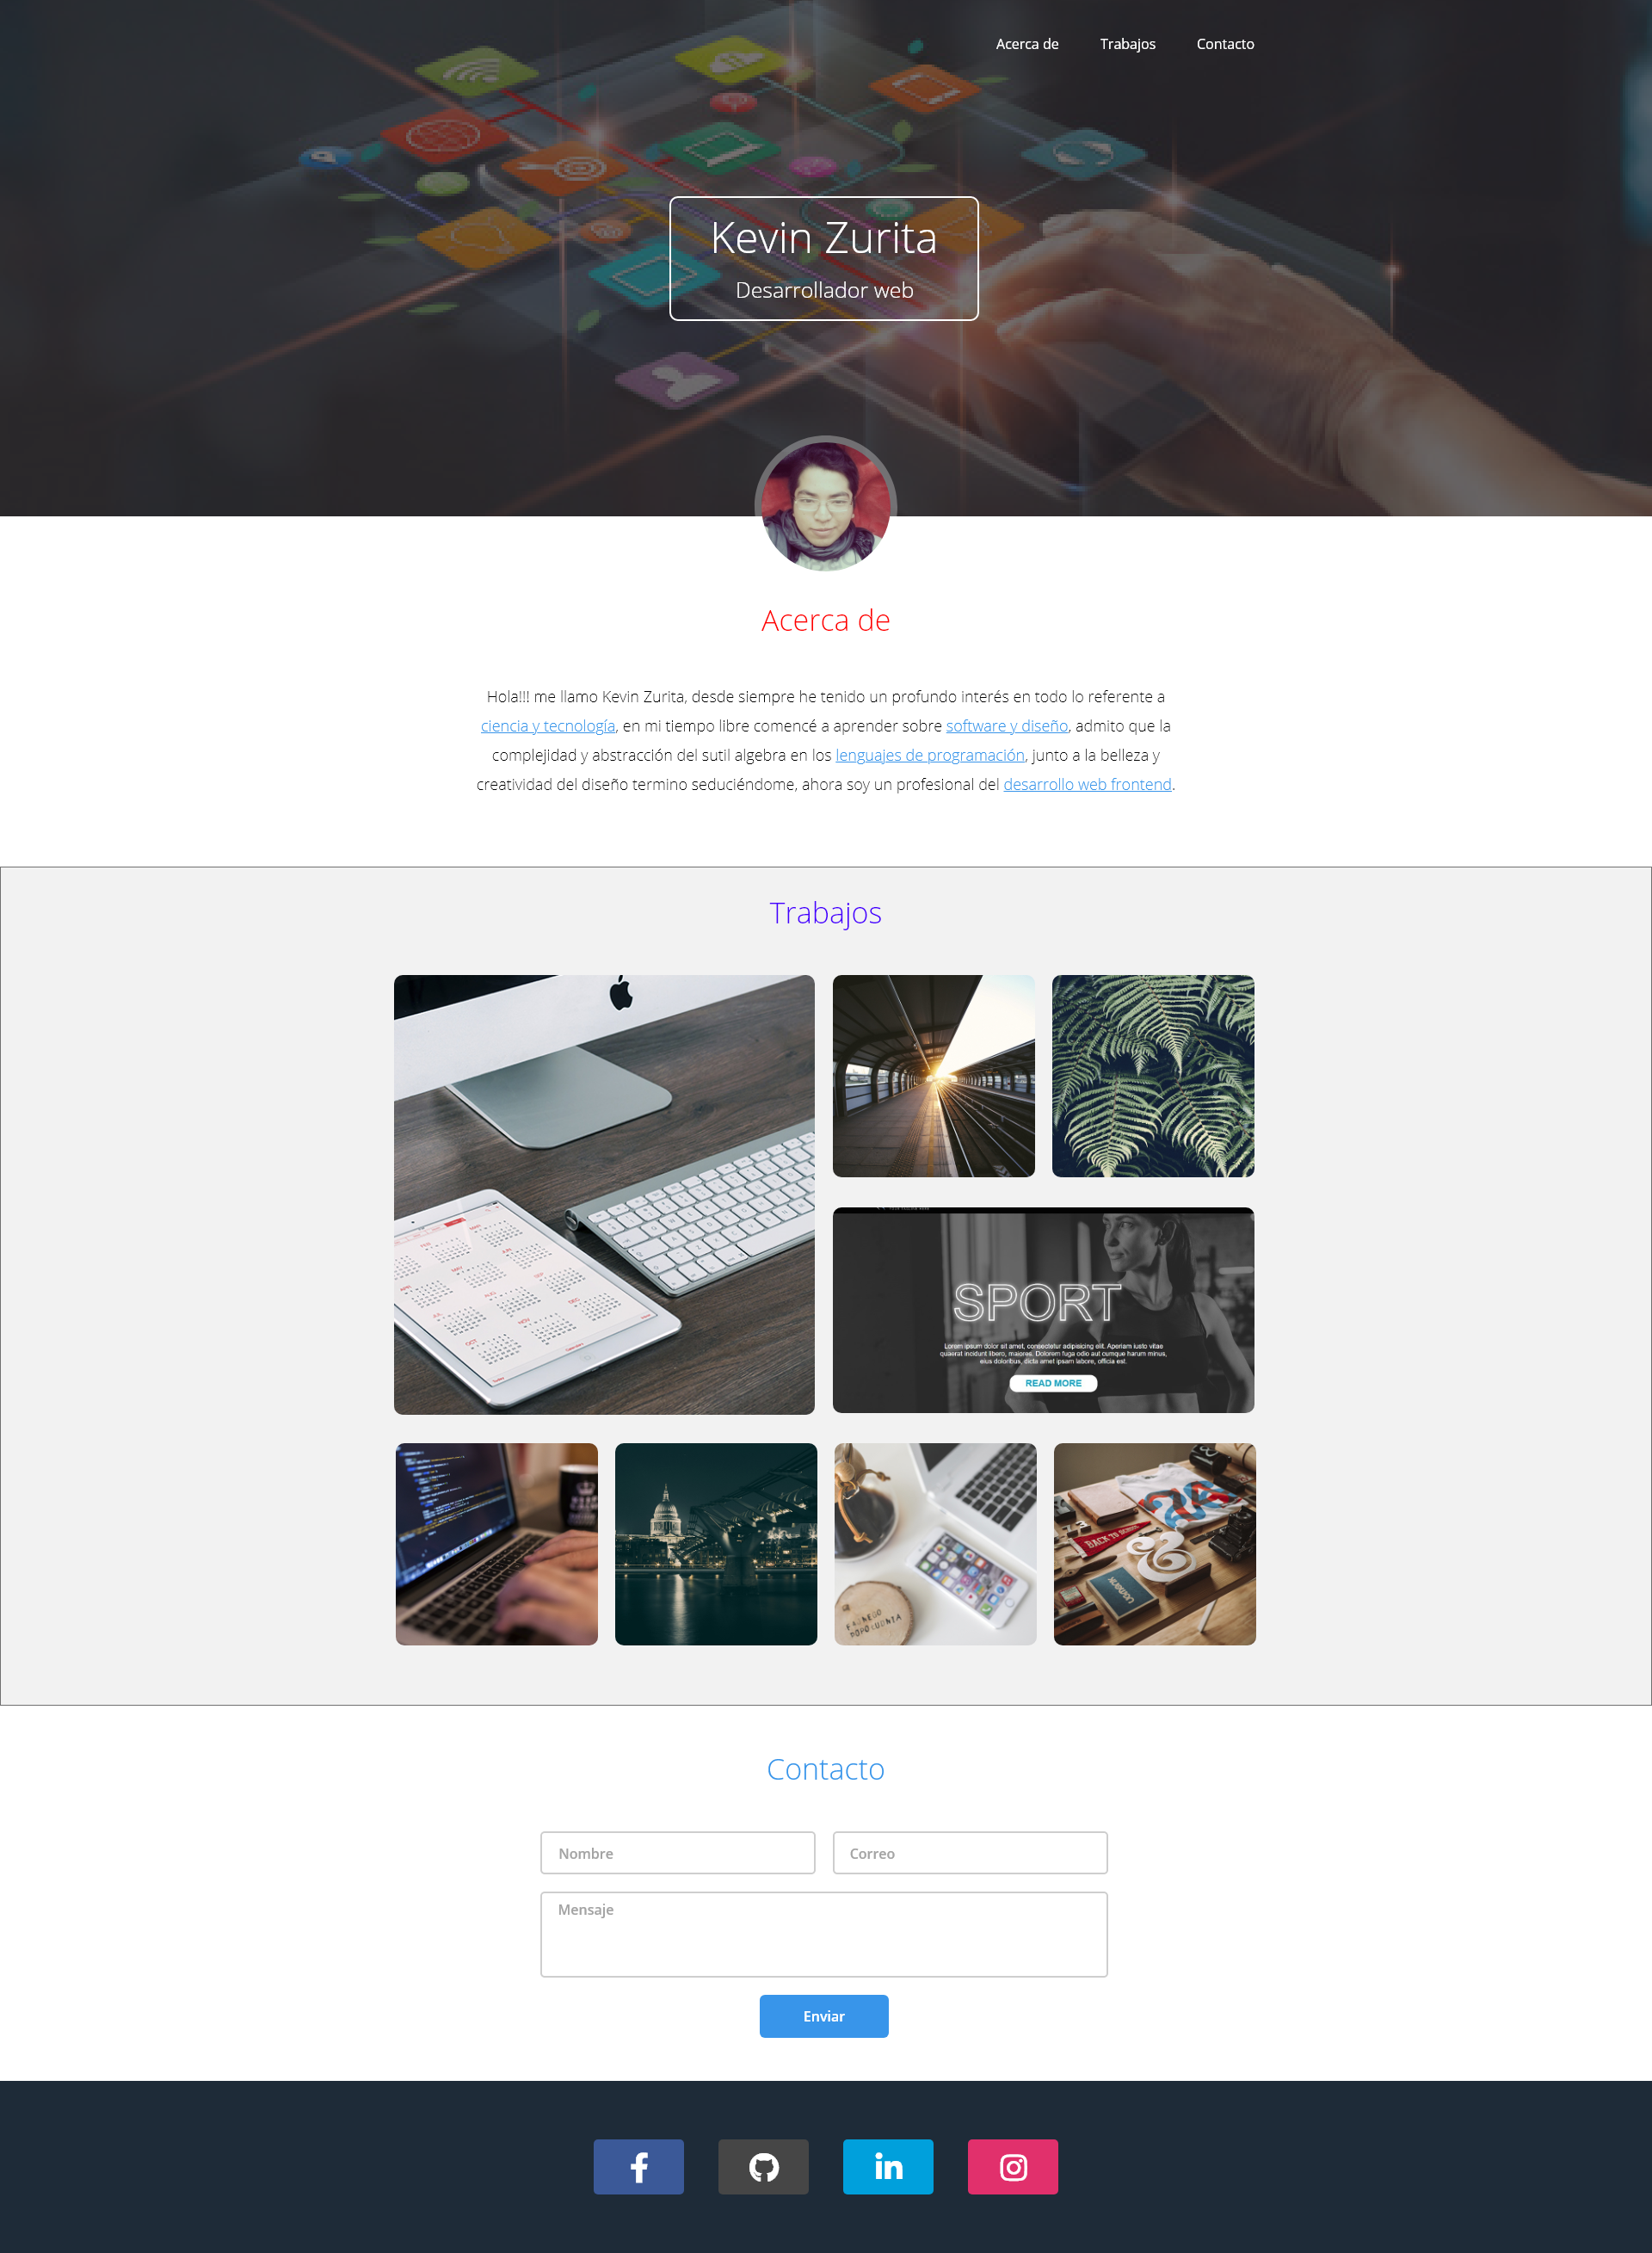 Acerca de
Trabajos
Contacto
Kevin Zurita
Desarrollador web
Acerca de
Hola!!! me llamo Kevin Zurita, desde siempre he tenido un profundo interés en todo lo referente a
ciencia y tecnología, en mi tiempo libre comencé a aprender sobre software y diseño, admito que la
complejidad y abstracción del sutil algebra en los lenguajes de programación, junto a la belleza y
creatividad del diseño termino seduciéndome, ahora soy un profesional del desarrollo web frontend.
Trabajos
SPORT
Lorem ipsum dolor sit amet, consectetur adipisicing elit. Aperiam iusto vitae
quaerat incidunt libero, maiores. Dolorem fuga odio aut cumque harum minus,
eius doloribus, dicta amet ipsam labore, officia est.
READ MORE
BACK TO
Contacto
Nombre
Correo
Mensaje
Enviar